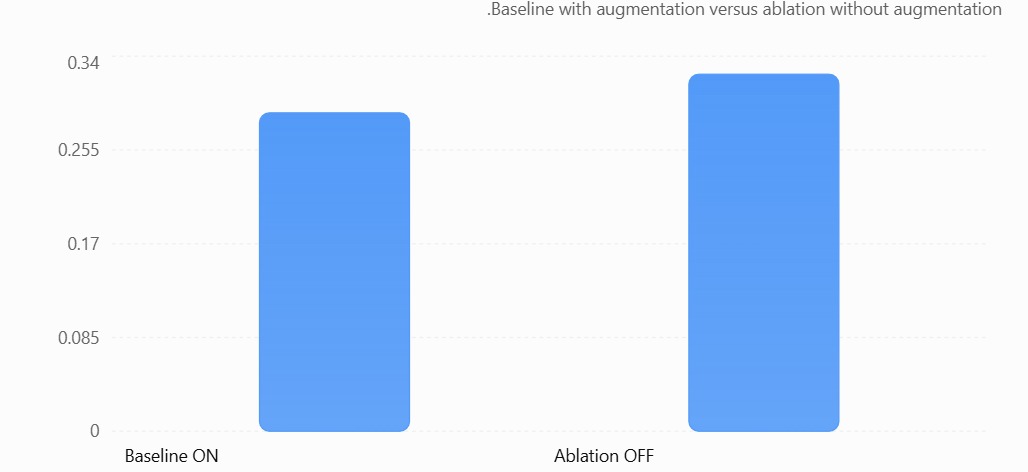 .Baseline with augmentation versus ablation without augmentation
0.34
0.255
0.17
0.085
0
Baseline ON
Ablation OFF